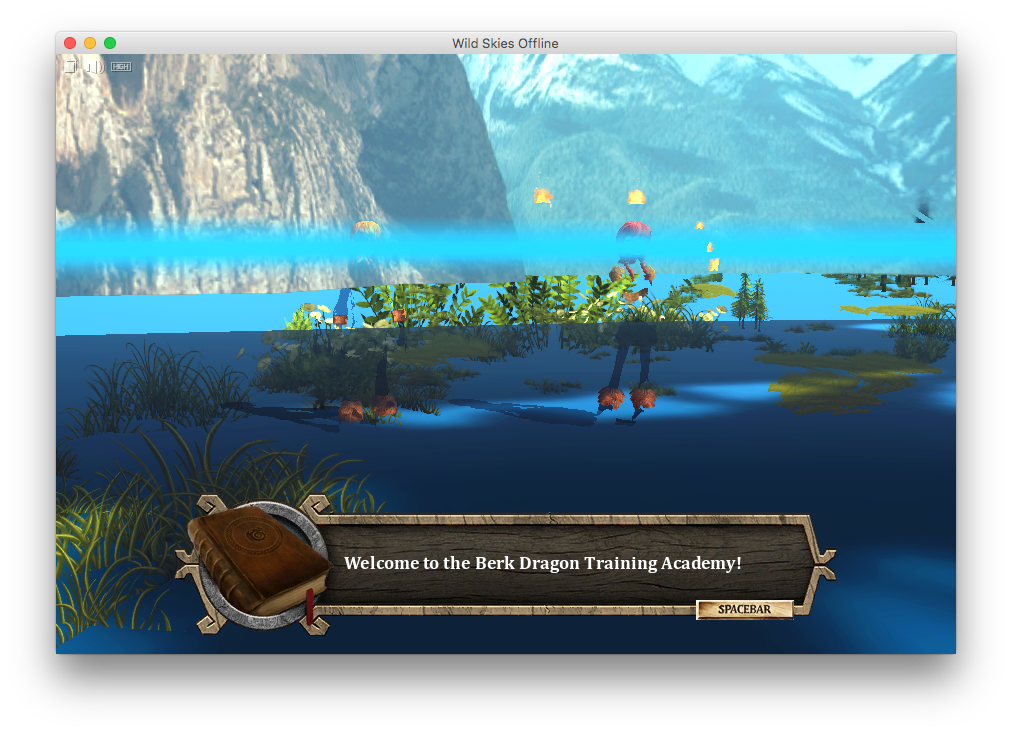 Wild Skies Offline
HIGH
Welcome to the Berk Dragon Training Academy!
SPACEBAR